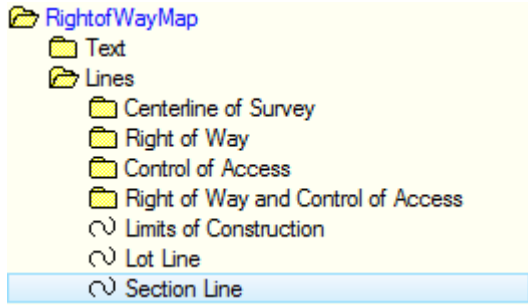 RightofWayMap
Text
Lines
Centerline of Survey
Right of Way
Control of Access
Right of Way and Control of Access
Limits of Construction
Lot Line
Section Line